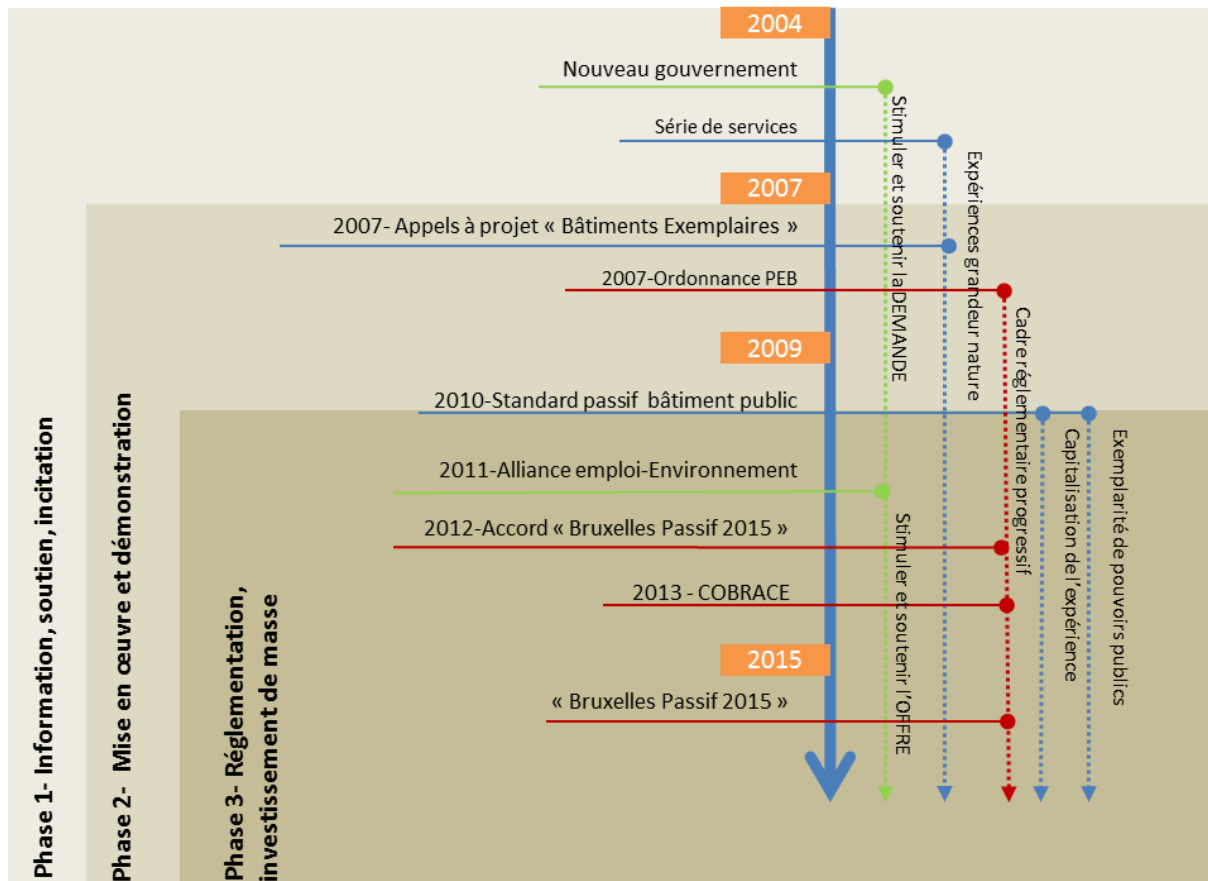 2004
Nouveau gouvernement
Série de services
2007
2007- Appels à projet « Bâtiments Exemplaires »
2007-Ordonnance PEB
2009
2010-Standard passif bâtiment public
2011-Alliance emploi-Environnement
2012-Accord « Bruxelles Passif 2015 »
2013 - COBRACE
2015
« Bruxelles Passif 2015 »
Phase 1- Information, soutien, incitation
Phase 2- Mise en œuvre et démonstration
Phase 3- Réglementation,
investissement de masse
Stimuler et soutenir la DEMANDE
Stimuler et soutenir l'OFFRE
Expériences grandeur nature
Cadre réglementaire progressif
Capitalisation de l'expérience
Exemplarité de pouvoirs publics